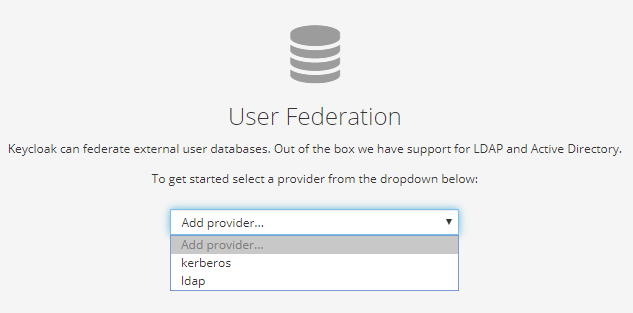 User Federation
Keycloak can federate external user databases. Out of the box we have support for LDAP and Active Directory.
To get started select a provider from the dropdown below:
Add provider...
Add provider...
kerberos
ldap